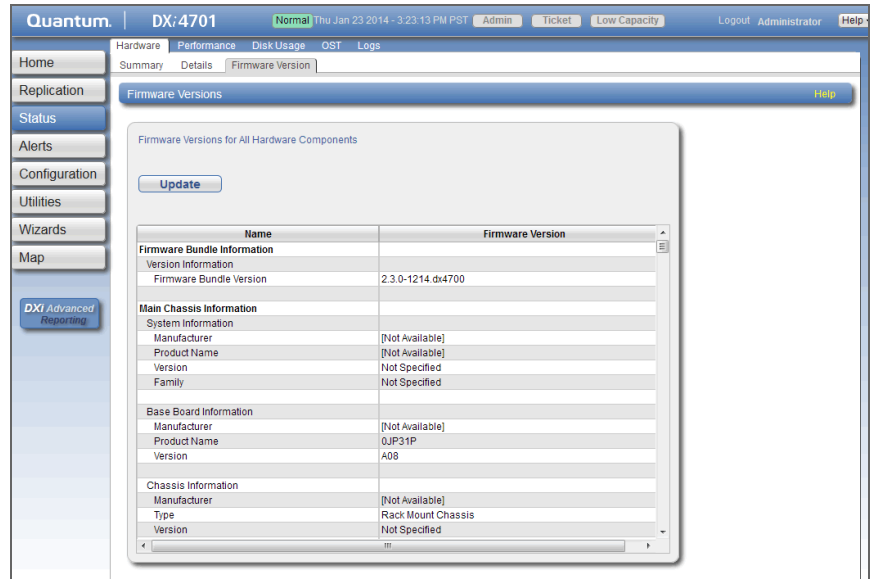 Quantum. DXi4701 Normal Thu Jan 23 2014 - 3:23:13 PM PST Admin Ticket Low Capacity Logout Administrator Help
Hardware Performance Disk Usage OST Logs
Summary Details Firmware Version
Home
Replication
Status
Alerts
Configuration
Utilities
Wizards
Map
DXi Advanced
Reporting
Firmware Versions Help
Firmware Versions for All Hardware Components
Update
Name Firmware Version
Firmware Bundle Information
Version Information
Firmware Bundle Version 2.3.0-1214.dx4700
Main Chassis Information
System Information
Manufacturer [Not Available]
Product Name [Not Available]
Version Not Specified
Family Not Specified
Base Board Information
Manufacturer [Not Available]
Product Name 0JP31P
Version A08
Chassis Information
Manufacturer [Not Available]
Type Rack Mount Chassis
Version Not Specified